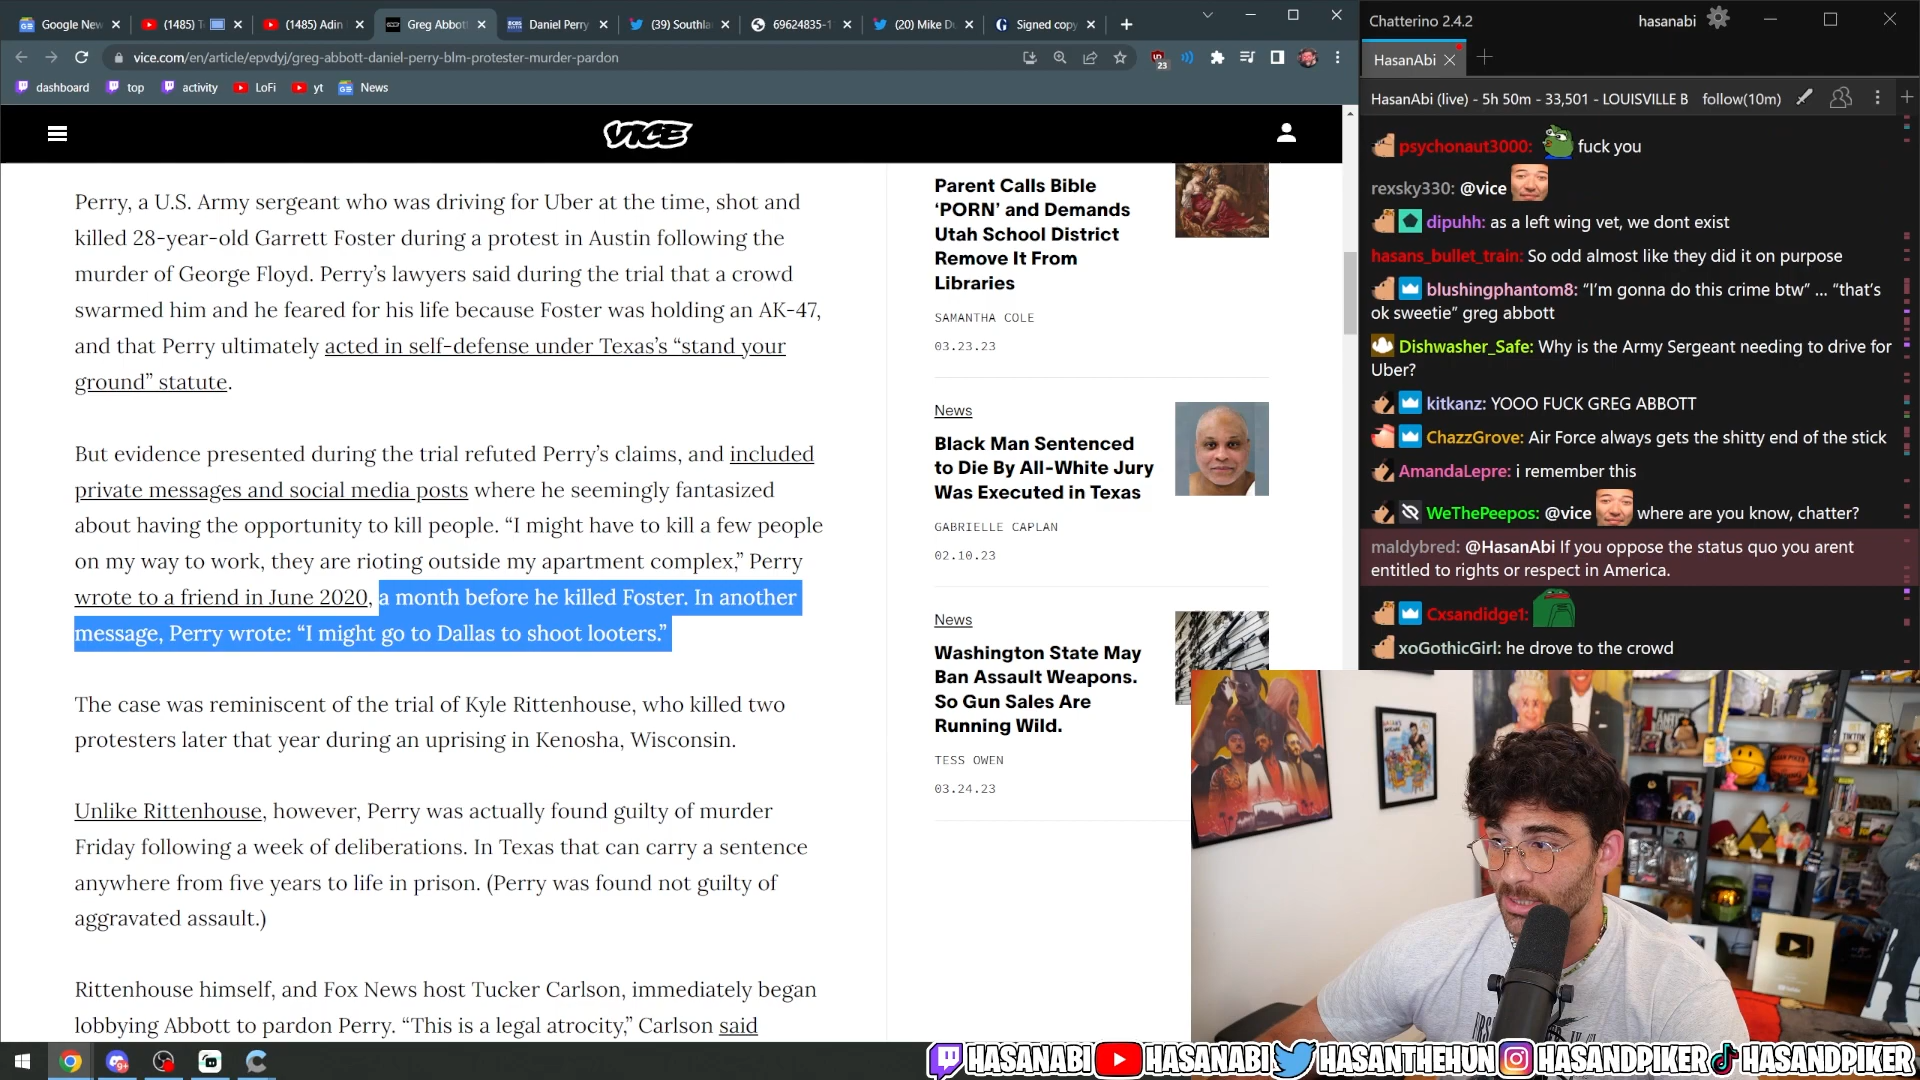 Google New
(1485) T
(1485) Adin
Greg Abbot
Daniel Perry
(39) Southla
69624835-1
(20) Mike D
Signed copy
vice.com/en/article/epvdyj/greg-abbott-daniel-perry-blm-protester-murder-pardon
23
dashboard
top
activity
LoFi
yt
News
VICE
Perry, a U.S. Army sergeant who was driving for Uber at the time, shot and
killed 28-year-old Garrett Foster during a protest in Austin following the
murder of George Floyd. Perry’s lawyers said during the trial that a crowd
swarmed him and he feared for his life because Foster was holding an AK-47,
and that Perry ultimately acted in self-defense under Texas’s “stand your
ground” statute.
But evidence presented during the trial refuted Perry’s claims, and included
private messages and social media posts where he seemingly fantasized
about having the opportunity to kill people. “I might have to kill a few people
on my way to work, they are rioting outside my apartment complex,” Perry
wrote to a friend in June 2020, a month before he killed Foster. In another
message, Perry wrote: “I might go to Dallas to shoot looters.”
The case was reminiscent of the trial of Kyle Rittenhouse, who killed two
protesters later that year during an uprising in Kenosha, Wisconsin.
Unlike Rittenhouse, however, Perry was actually found guilty of murder
Friday following a week of deliberations. In Texas that can carry a sentence
anywhere from five years to life in prison. (Perry was found not guilty of
aggravated assault.)
Rittenhouse himself, and Fox News host Tucker Carlson, immediately began
lobbying Abbott to pardon Perry. “This is a legal atrocity,” Carlson said
Parent Calls Bible
‘PORN’ and Demands
Utah School District
Remove It From
Libraries
SAMANTHA COLE
03.23.23
News
Black Man Sentenced
to Die By All-White Jury
Was Executed in Texas
GABRIELLE CAPLAN
02.10.23
News
Washington State May
Ban Assault Weapons.
So Gun Sales Are
Running Wild.
TESS OWEN
03.24.23
Chatterino 2.4.2
hasanabi
HasanAbi
HasanAbi (live) - 5h 50m - 33,501 - LOUISVILLE B
follow(10m)
psychonaut3000: fuck you
rexsky330: @vice
dipuhh: as a left wing vet, we dont exist
hasans_bullet_train: So odd almost like they did it on purpose
blushingphantom8: “I’m gonna do this crime btw” ... “that’s
ok sweetie” greg abbott
Dishwasher_Safe: Why is the Army Sergeant needing to drive for
Uber?
kitkanz: YOOO FUCK GREG ABBOTT
ChazzGrove: Air Force always gets the shitty end of the stick
AmandaLepre: i remember this
WeThePeepos: @vice where are you know, chatter?
maldybred: @HasanAbi If you oppose the status quo you arent
entitled to rights or respect in America.
Cxsandidge1:
xoGothicGirl: he drove to the crowd
HASANABI
HASANABI
HASANTHEHUN
HASANDPIKER
HASANDPIKER